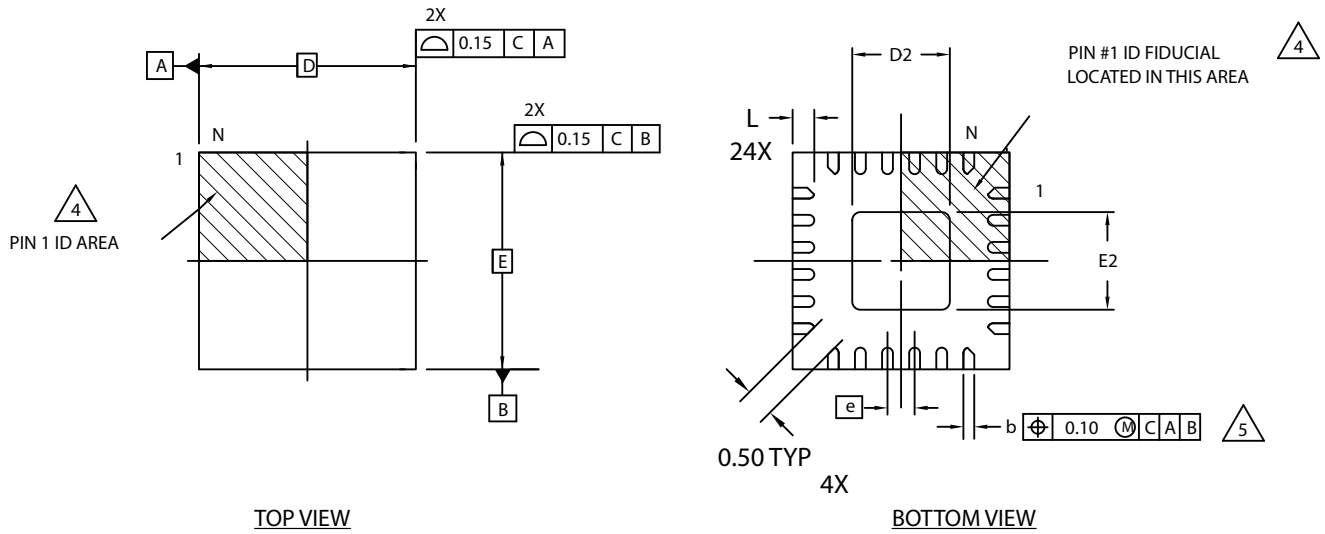 2X
0.15 C A
A
D
2X
0.15 C B
N
1
4
PIN 1 ID AREA
E
B
TOP VIEW
D2
PIN #1 ID FIDUCIAL
LOCATED IN THIS AREA
4
L
24X
N
1
E2
e
b
0.10 M C A B
5
0.50 TYP
4X
BOTTOM VIEW